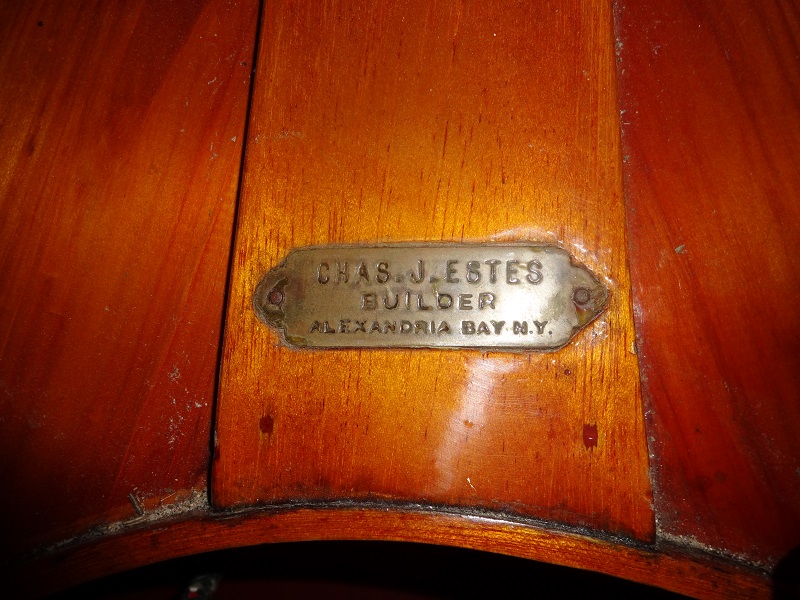 CHAS. J. ESTES
BUILDER
ALEXANDRIA BAY N.Y.